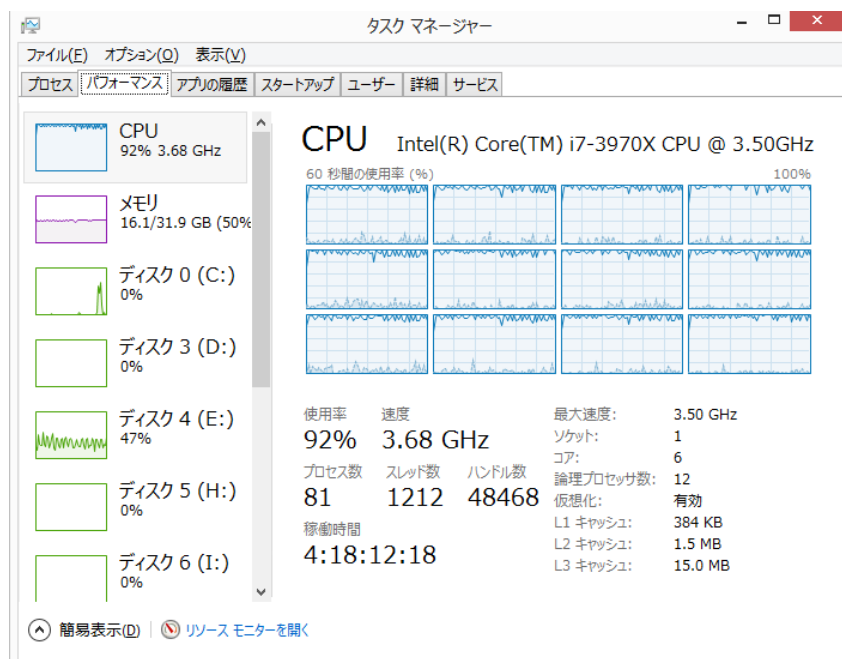 タスク マネージャー
ファイル(F) オプション(O) 表示(V)
プロセス パフォーマンス アプリの履歴 スタートアップ ユーザー 詳細 サービス
CPU
92% 3.68 GHz
メモリ
16.1/31.9 GB (50%
ディスク 0 (C:)
0%
ディスク 3 (D:)
0%
ディスク 4 (E:)
47%
ディスク 5 (H:)
0%
ディスク 6 (I:)
0%
CPU Intel(R) Core(TM) i7-3970X CPU @ 3.50GHz
60 秒間の使用率 (%) 100%
使用率 速度
92% 3.68 GHz
プロセス数 スレッド数 ハンドル数
81 1212 48468
稼働時間
4:18:12:18
最大速度: 3.50 GHz
ソケット: 1
コア: 6
論理プロセッサ数: 12
仮想化: 有効
L1 キャッシュ: 384 KB
L2 キャッシュ: 1.5 MB
L3 キャッシュ: 15.0 MB
簡易表示(D) リソース モニターを開く